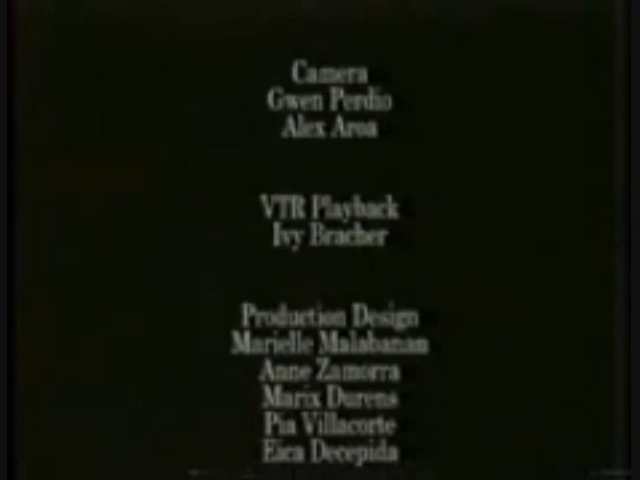 Camera
Gwen Perdio
Alex Aroa
VTR Playback
Ivy Bracher
Production Design
Marielle Malabanan
Anne Zamorra
Marix Durens
Pia Villacorte
Eica Decepida